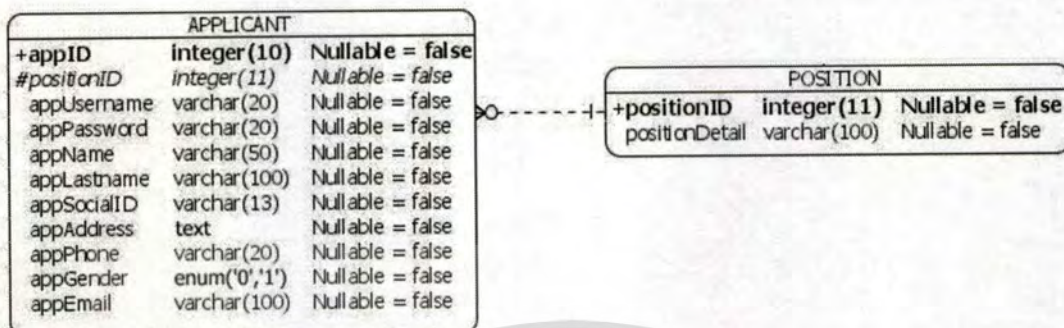 APPLICANT
+appID integer(10) Nullable = false
#positionID integer(11) Nullable = false
appUsername varchar(20) Nullable = false
appPassword varchar(20) Nullable = false
appName varchar(50) Nullable = false
appLastname varchar(100) Nullable = false
appSocialID varchar(13) Nullable = false
appAddress text Nullable = false
appPhone varchar(20) Nullable = false
appGender enum('0','1') Nullable = false
appEmail varchar(100) Nullable = false
POSITION
+positionID integer(11) Nullable = false
positionDetail varchar(100) Nullable = false